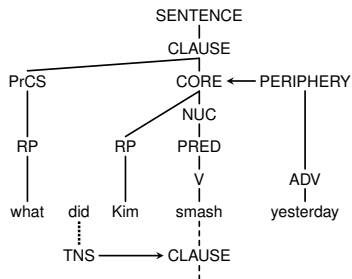 SENTENCE
CLAUSE
PrCS CORE PERIPHERY
NUC
RP RP PRED
V ADV
what did Kim smash yesterday
TNS CLAUSE